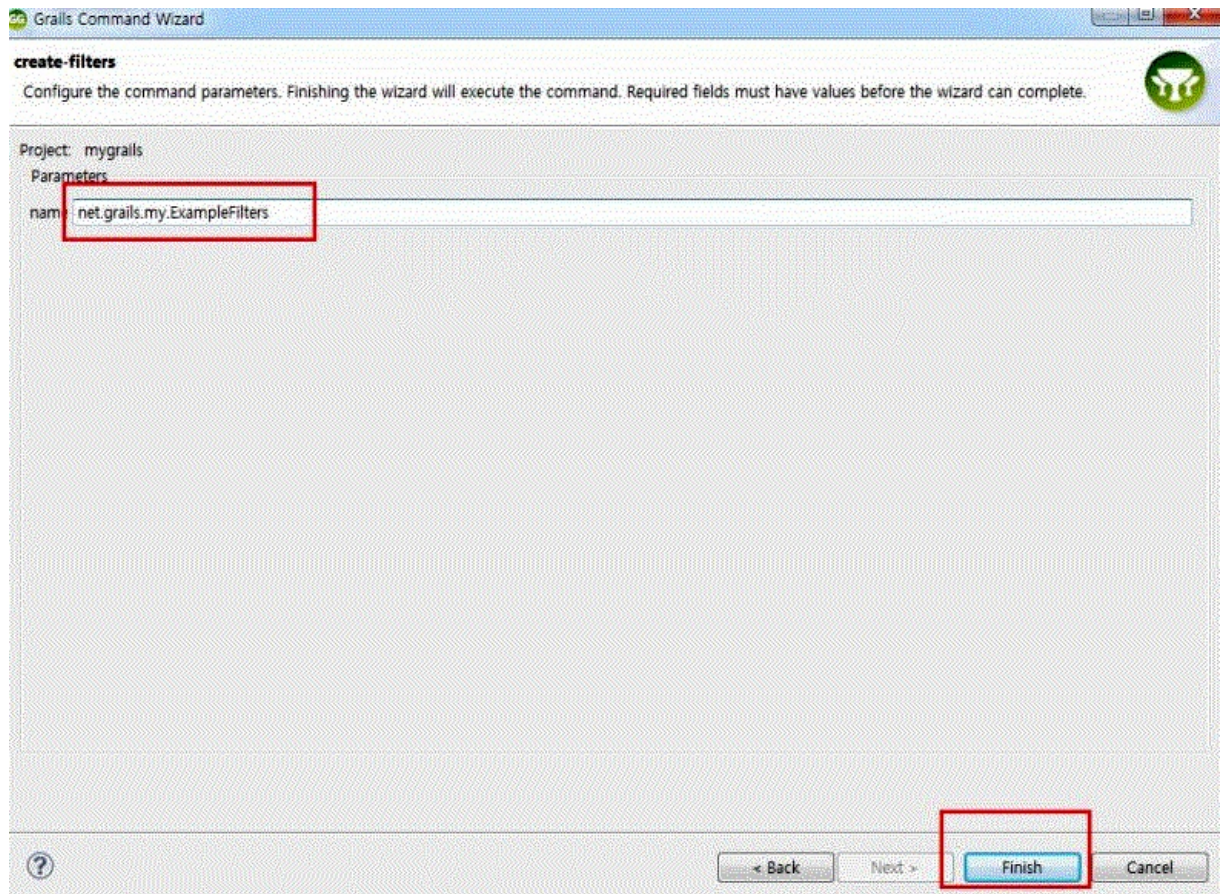 Grails Command Wizard
create-filters
Configure the command parameters. Finishing the wizard will execute the command. Required fields must have values before the wizard can complete.
Project: mygrails
Parameters
name net.grails.my.ExampleFilters
< Back Next > Finish Cancel